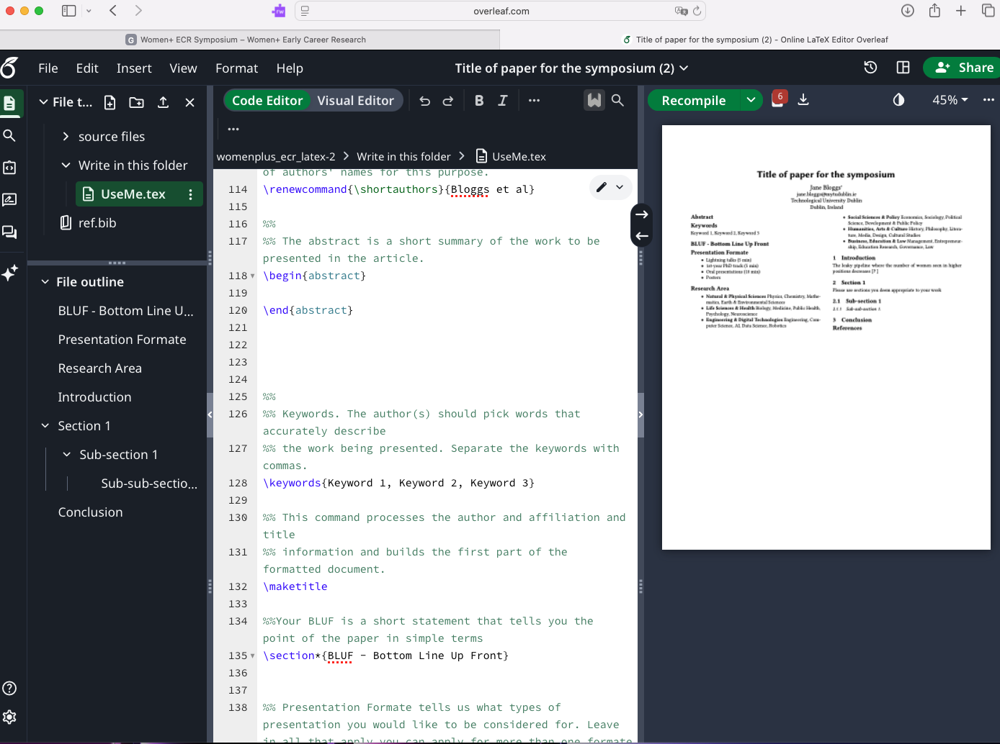 overleaf.com
Women+ ECR Symposium – Women+ Early Career Research
Title of paper for the symposium (2) - Online LaTeX Editor Overleaf
File Edit Insert View Format Help
Title of paper for the symposium (2)
Share
File t...
Code Editor Visual Editor
B I
Recompile
6
45%
source files
Write in this folder
UseMe.tex
ref.bib
File outline
BLUF - Bottom Line U...
Presentation Formate
Research Area
Introduction
Section 1
Sub-section 1
Sub-sub-sectio...
Conclusion
womenplus_ecr_latex-2 > Write in this folder > UseMe.tex
of authors' names for this purpose.
114 \renewcommand{\shortauthors}{Bloggs et al}
115
116 %%
117 %% The abstract is a short summary of the work to be
presented in the article.
118 \begin{abstract}
119
120 \end{abstract}
121
122
123
124
125 %%
126 %% Keywords. The author(s) should pick words that
accurately describe
127 %% the work being presented. Separate the keywords with
commas.
128 \keywords{Keyword 1, Keyword 2, Keyword 3}
129
130 %% This command processes the author and affiliation and
title
131 %% information and builds the first part of the
formatted document.
132 \maketitle
133
134 %%Your BLUF is a short statement that tells you the
point of the paper in simple terms
135 \section*{BLUF - Bottom Line Up Front}
136
137
138 %% Presentation Formate tells us what types of
presentation you would like to be considered for. Leave
in all that apply you can apply for more than one formate
Title of paper for the symposium
Jane Bloggs*
jane.bloggs@mytudublin.ie
Technological University Dublin
Dublin, Ireland
Abstract
Keywords
Keyword 1, Keyword 2, Keyword 3
BLUF - Bottom Line Up Front
Presentation Formate
• Lightning talks (5 min)
• 1st-year PhD track (5 min)
• Oral presentations (10 min)
• Posters
Research Area
• Natural & Physical Sciences Physics, Chemistry, Mathe-
matics, Earth & Environmental Sciences
• Life Sciences & Health Biology, Medicine, Public Health,
Psychology, Neuroscience
• Engineering & Digital Technologies Engineering, Com-
puter Science, AI, Data Science, Robotics
• Social Sciences & Policy Economics, Sociology, Political
Science, Development & Public Policy
• Humanities, Arts & Culture History, Philosophy, Litera-
ture, Media, Design, Cultural Studies
• Business, Education & Law Management, Entrepreneur-
ship, Education Research, Governance, Law
1 Introduction
The leaky pipeline where the number of women seen in higher
positions decreases [?]
2 Section 1
Please use sections you deem appropriate to your work
2.1 Sub-section 1
2.1.1 Sub-sub-section 1.
3 Conclusion
References